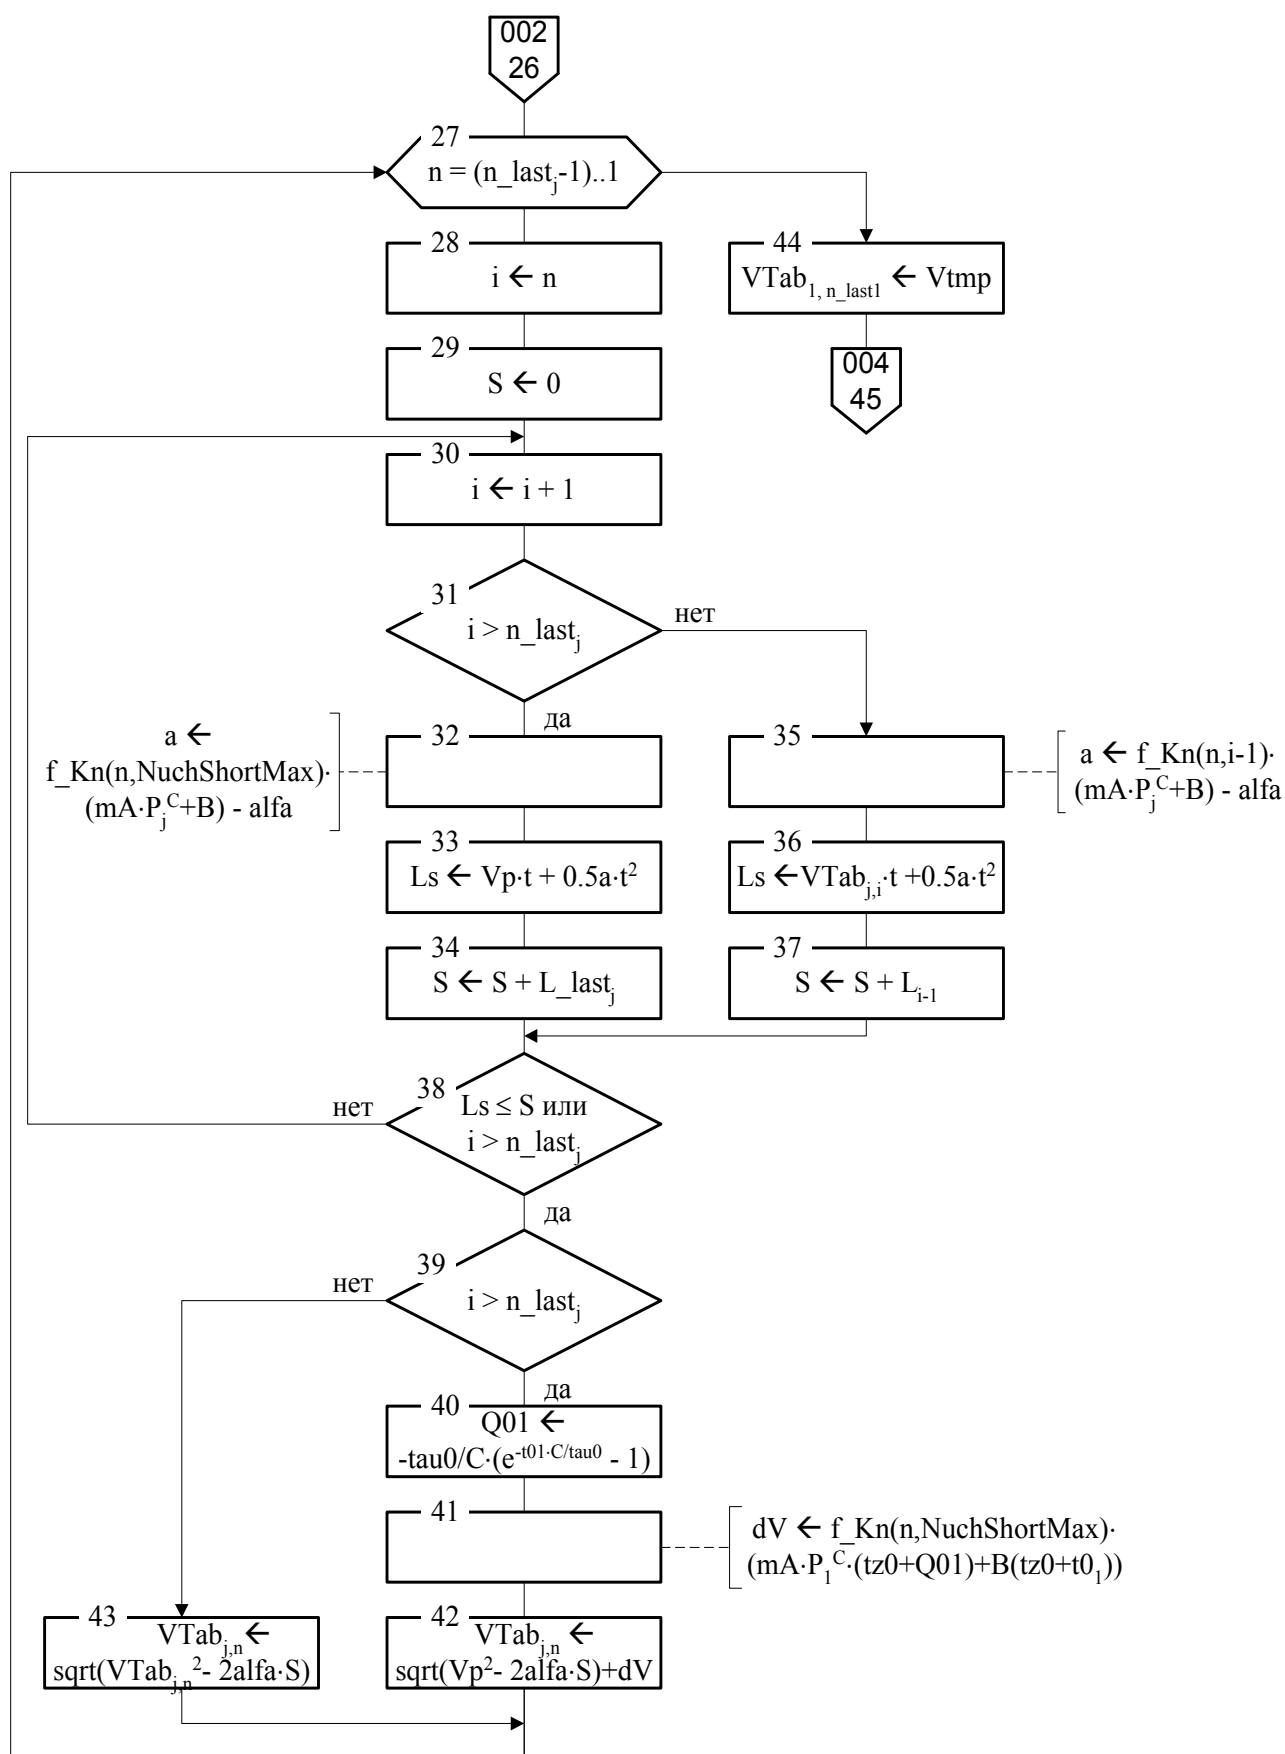 002
26
27
n = (n_last_j-1)..1
28
i ← n
44
VTab_1, n_last1 ← Vtmp
29
S ← 0
004
45
30
i ← i + 1
31
i > n_last_j
нет
да
a ←
f_Kn(n,NuchShortMax)·
(mA·P_j^C+B) - alfa
32
35
a ← f_Kn(n,i-1)·
(mA·P_j^C+B) - alfa
33
Ls ← Vp·t + 0.5a·t²
36
Ls ←VTab_j,i·t +0.5a·t²
34
S ← S + L_last_j
37
S ← S + L_i-1
38
Ls ≤ S или
i > n_last_j
нет
да
39
i > n_last_j
нет
да
40
Q01 ←
-tau0/C·(e^-t01·C/tau0 - 1)
41
dV ← f_Kn(n,NuchShortMax)·
(mA·P_1^C·(tz0+Q01)+B(tz0+t0_1))
43
VTab_j,n ←
sqrt(VTab_j,n²- 2alfa·S)
42
VTab_j,n ←
sqrt(Vp²- 2alfa·S)+dV